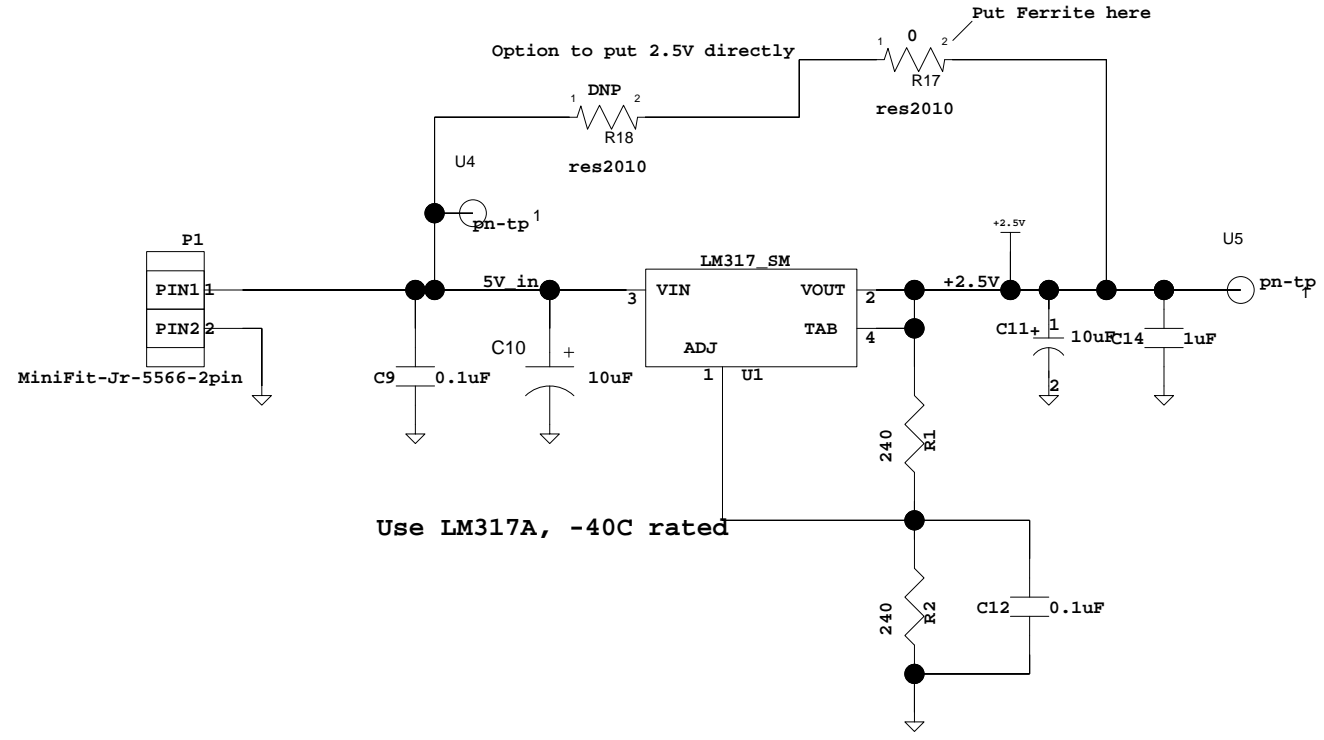 Put Ferrite here
1 0 2
R17
res2010
Option to put 2.5V directly
1 DNP 2
R18
res2010
U4
pn-tp 1
P1
PIN1 1
PIN2 2
MiniFit-Jr-5566-2pin
5V_in
C9 0.1uF
C10 + 10uF
LM317_SM
3 VIN
VOUT 2
TAB 4
ADJ
1 U1
+2.5V
+2.5V
C11 + 1 10uF
2
C14 1uF
U5
pn-tp
1
240 R1
Use LM317A, -40C rated
240 R2
C12 0.1uF